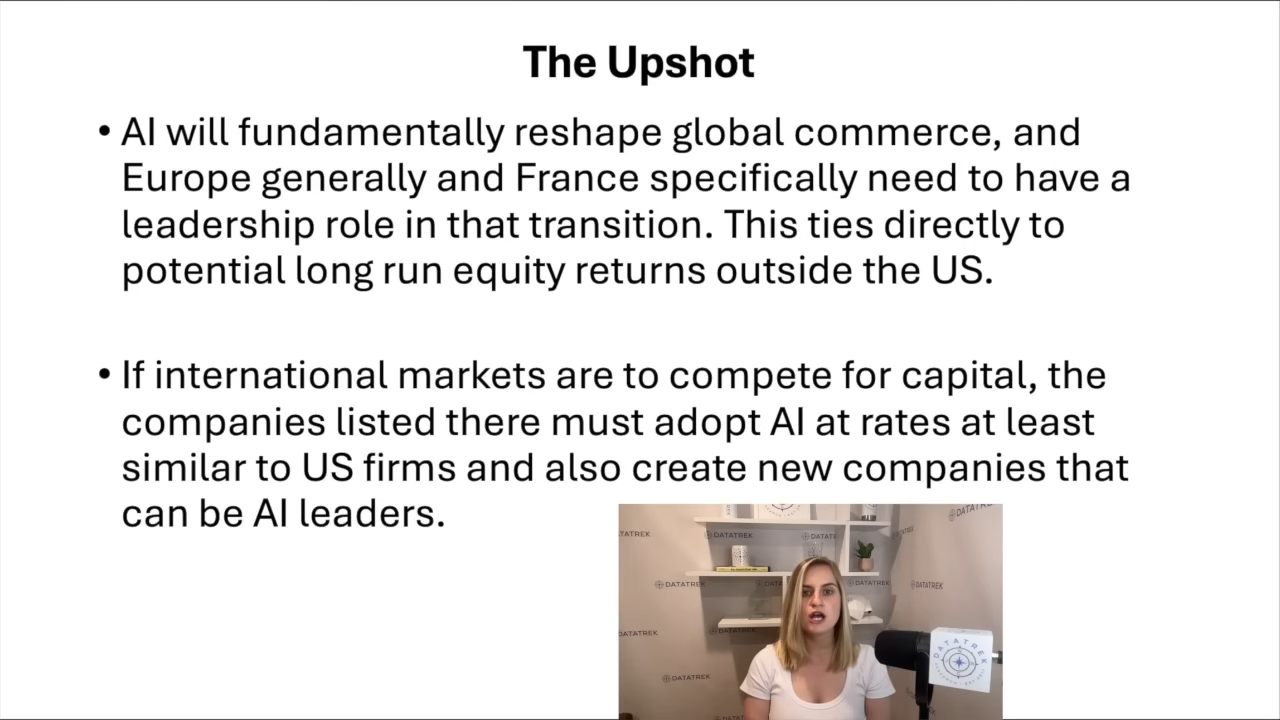 The Upshot
• AI will fundamentally reshape global commerce, and
Europe generally and France specifically need to have a
leadership role in that transition. This ties directly to
potential long run equity returns outside the US.
• If international markets are to compete for capital, the
companies listed there must adopt AI at rates at least
similar to US firms and also create new companies that
can be AI leaders.
DATATREK
DATATREK
DATATREK
DATATREK
DATATREK
DATATREK
DATATREK
DATATREK
DATATREK